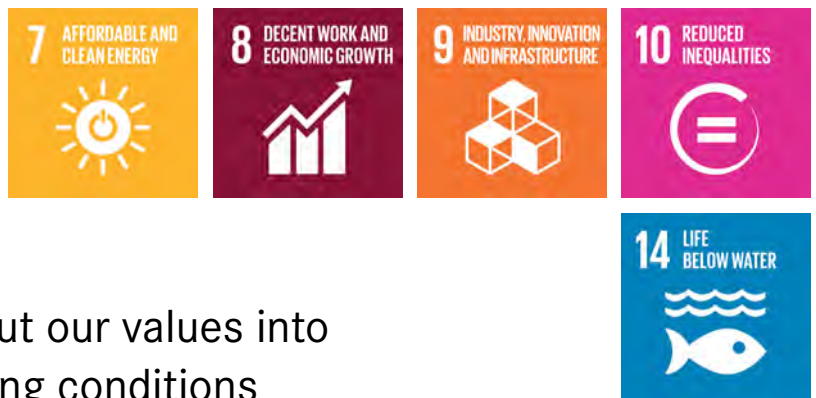 7
AFFORDABLE AND
CLEAN ENERGY
8
DECENT WORK AND
ECONOMIC GROWTH
9
INDUSTRY, INNOVATION
AND INFRASTRUCTURE
10
REDUCED
INEQUALITIES
14
LIFE
BELOW WATER
ut our values into
ng conditions